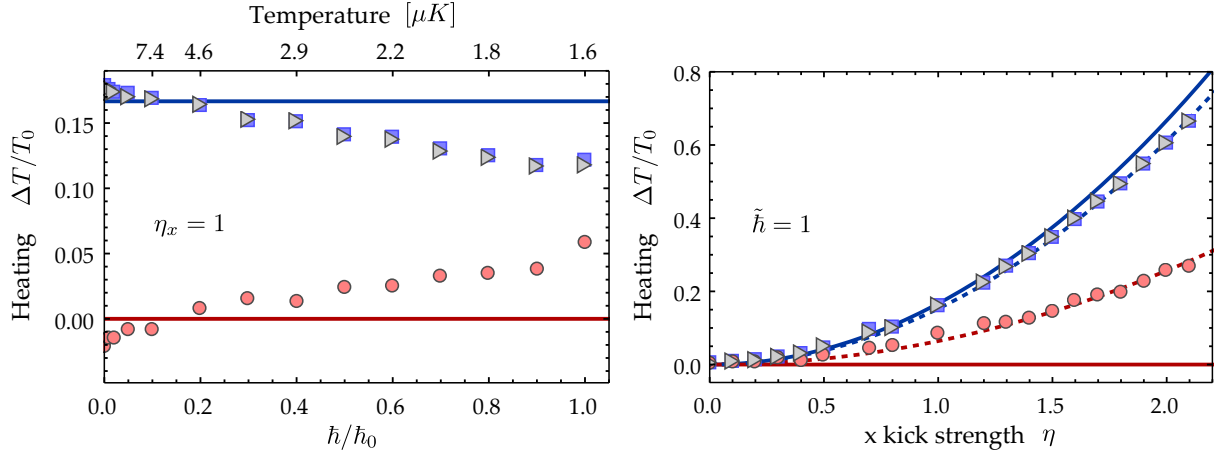 Temperature [μK]
7.4 4.6 2.9 2.2 1.8 1.6
Heating ΔT/T₀
0.15
0.10
0.05
0.00
ηₓ = 1
0.0 0.2 0.4 0.6 0.8 1.0
ħ/ħ₀
Heating ΔT/T₀
0.8
0.6
0.4
0.2
0.0
ħ̃ = 1
0.0 0.5 1.0 1.5 2.0
x kick strength η